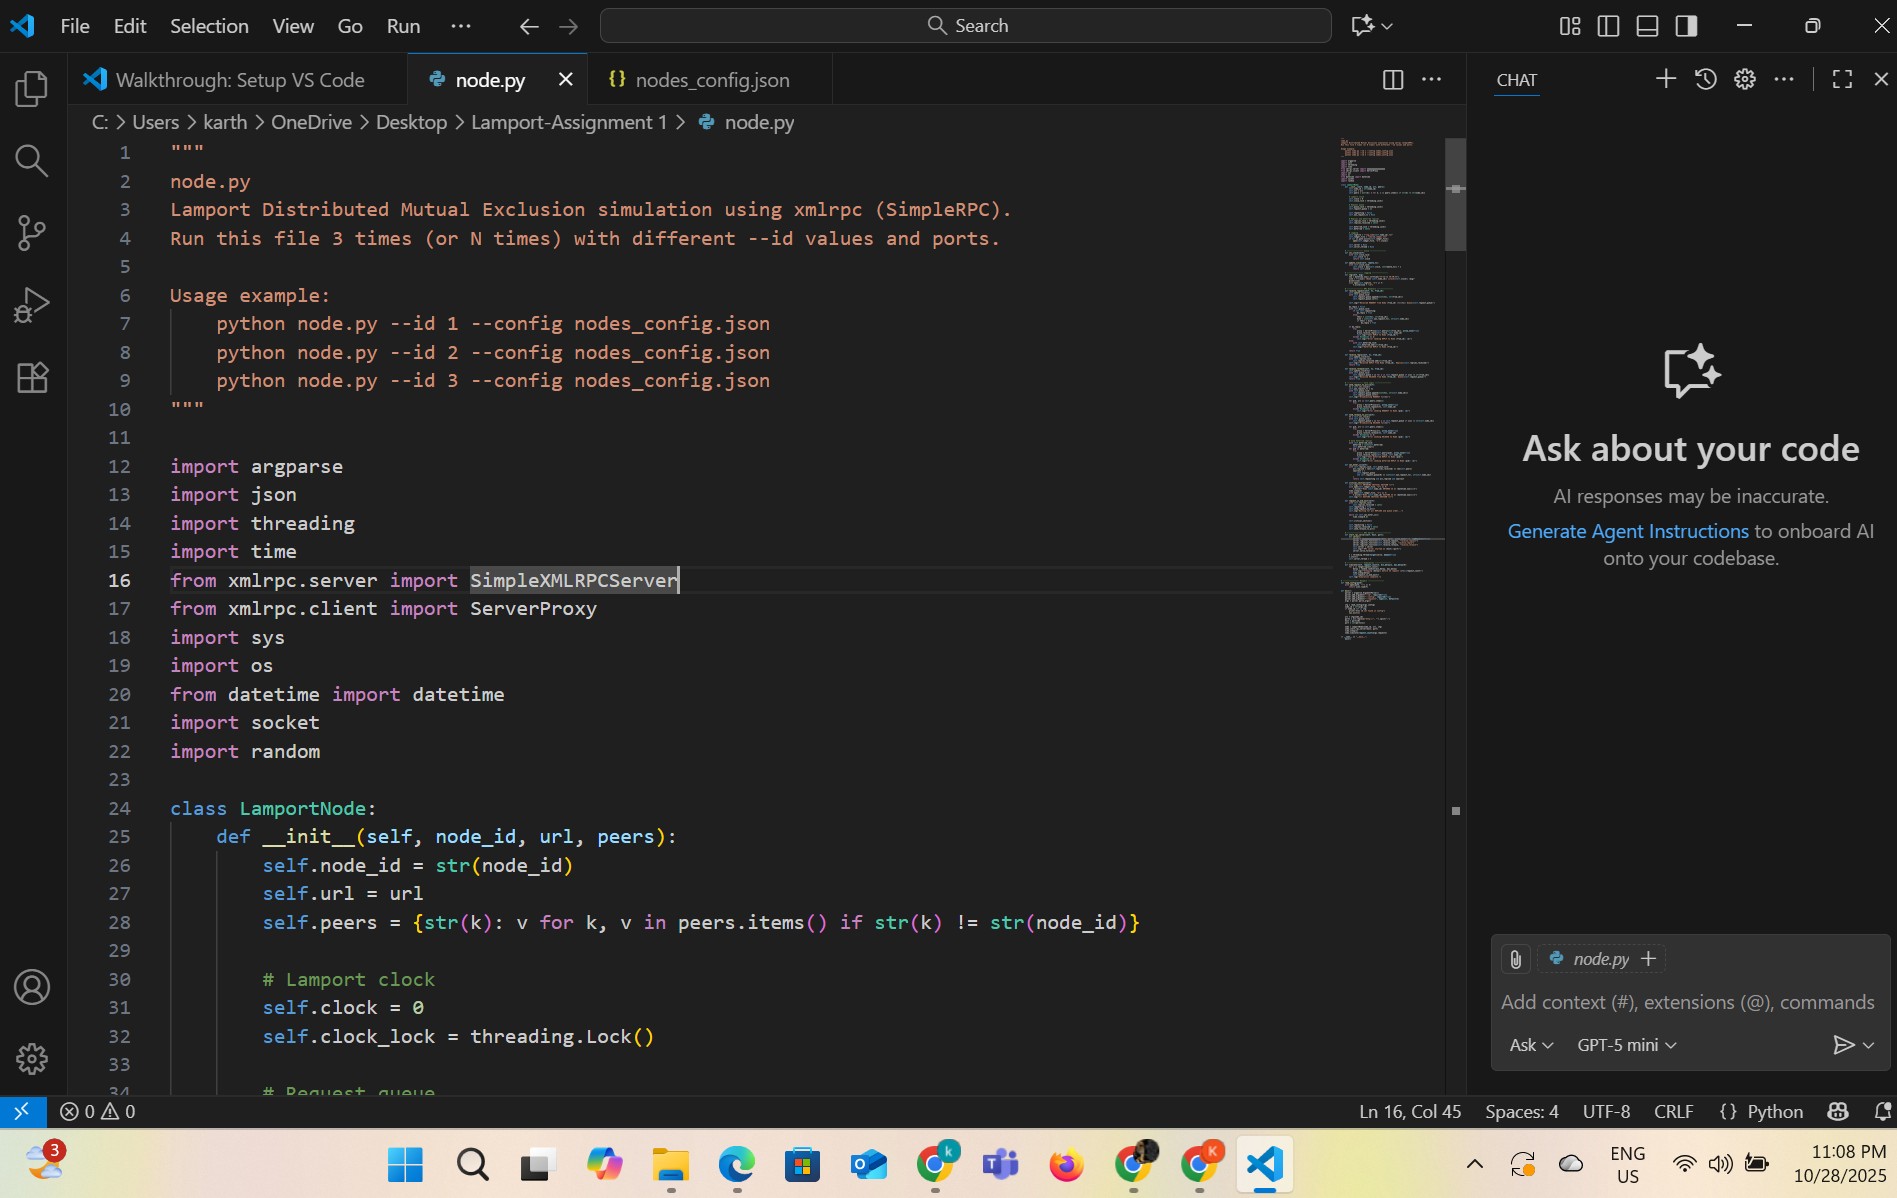 File Edit Selection View Go Run ··· Search
Walkthrough: Setup VS Code node.py nodes_config.json
C: > Users > karth > OneDrive > Desktop > Lamport-Assignment 1 > node.py
1 """
2 node.py
3 Lamport Distributed Mutual Exclusion simulation using xmlrpc (SimpleRPC).
4 Run this file 3 times (or N times) with different --id values and ports.
5
6 Usage example:
7 python node.py --id 1 --config nodes_config.json
8 python node.py --id 2 --config nodes_config.json
9 python node.py --id 3 --config nodes_config.json
10 """
11
12 import argparse
13 import json
14 import threading
15 import time
16 from xmlrpc.server import SimpleXMLRPCServer
17 from xmlrpc.client import ServerProxy
18 import sys
19 import os
20 from datetime import datetime
21 import socket
22 import random
23
24 class LamportNode:
25 def __init__(self, node_id, url, peers):
26 self.node_id = str(node_id)
27 self.url = url
28 self.peers = {str(k): v for k, v in peers.items() if str(k) != str(node_id)}
29
30 # Lamport clock
31 self.clock = 0
32 self.clock_lock = threading.Lock()
33
34 # Request queue
CHAT
Ask about your code
AI responses may be inaccurate.
Generate Agent Instructions to onboard AI
onto your codebase.
node.py
Add context (#), extensions (@), commands
Ask GPT-5 mini
0 0 Ln 16, Col 45 Spaces: 4 UTF-8 CRLF {} Python
3 ENG 11:08 PM
US 10/28/2025